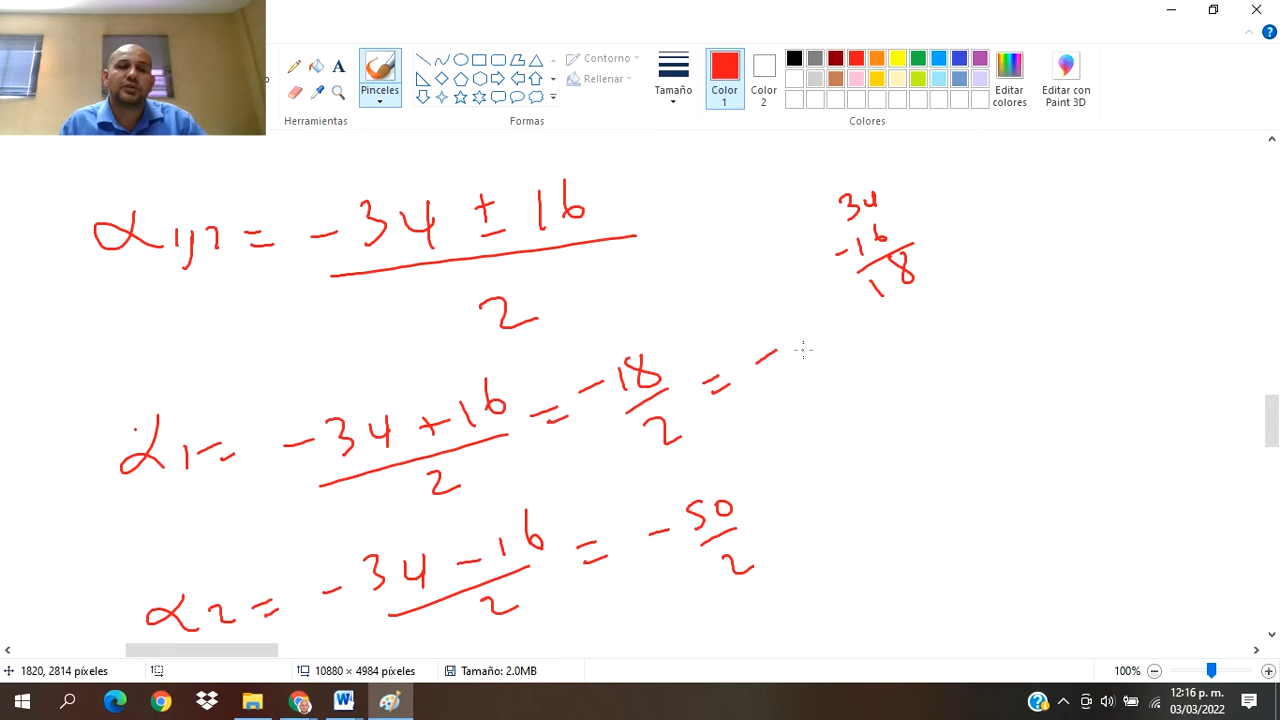 Contorno
Rellenar
Pinceles
Tamaño
Color 1
Color 2
Editar colores
Editar con Paint 3D
Herramientas
Formas
Colores
α1y2 = -34 ± 16
2
34
-16
18
α1 = -34 + 16 = -18 = -
2 2
α2 = -34 - 16 = -50
2 2
1820, 2814 píxeles
10880 × 4984 píxeles
Tamaño: 2.0MB
100%
12:16 p. m.
03/03/2022